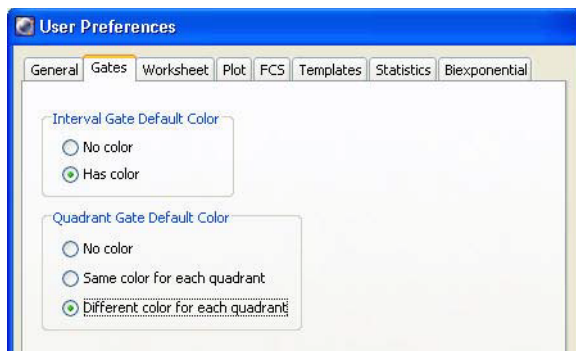 User Preferences
General Gates Worksheet Plot FCS Templates Statistics Biexponential
Interval Gate Default Color
No color
Has color
Quadrant Gate Default Color
No color
Same color for each quadrant
Different color for each quadrant